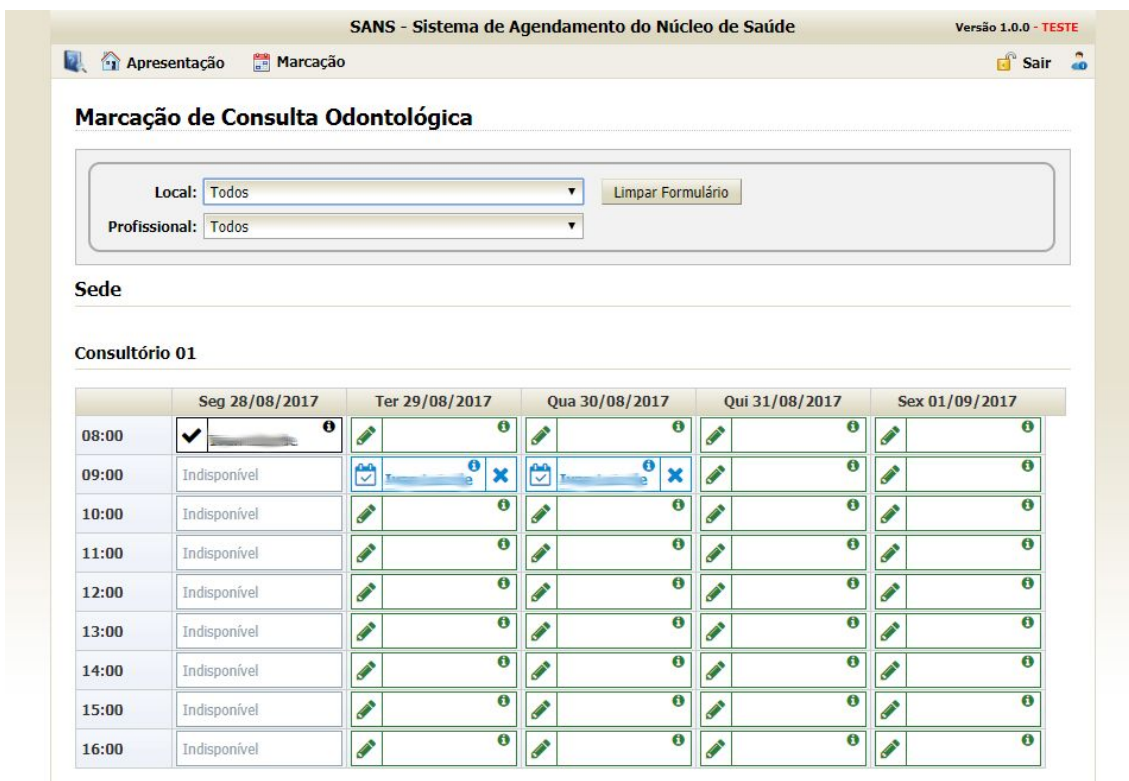 SANS - Sistema de Agendamento do Núcleo de Saúde Versão 1.0.0 - TESTE
Apresentação Marcação Sair
Marcação de Consulta Odontológica
Local: Todos Limpar Formulário
Profissional: Todos
Sede
Consultório 01
Seg 28/08/2017 Ter 29/08/2017 Qua 30/08/2017 Qui 31/08/2017 Sex 01/09/2017
08:00
09:00 Indisponível
10:00 Indisponível
11:00 Indisponível
12:00 Indisponível
13:00 Indisponível
14:00 Indisponível
15:00 Indisponível
16:00 Indisponível